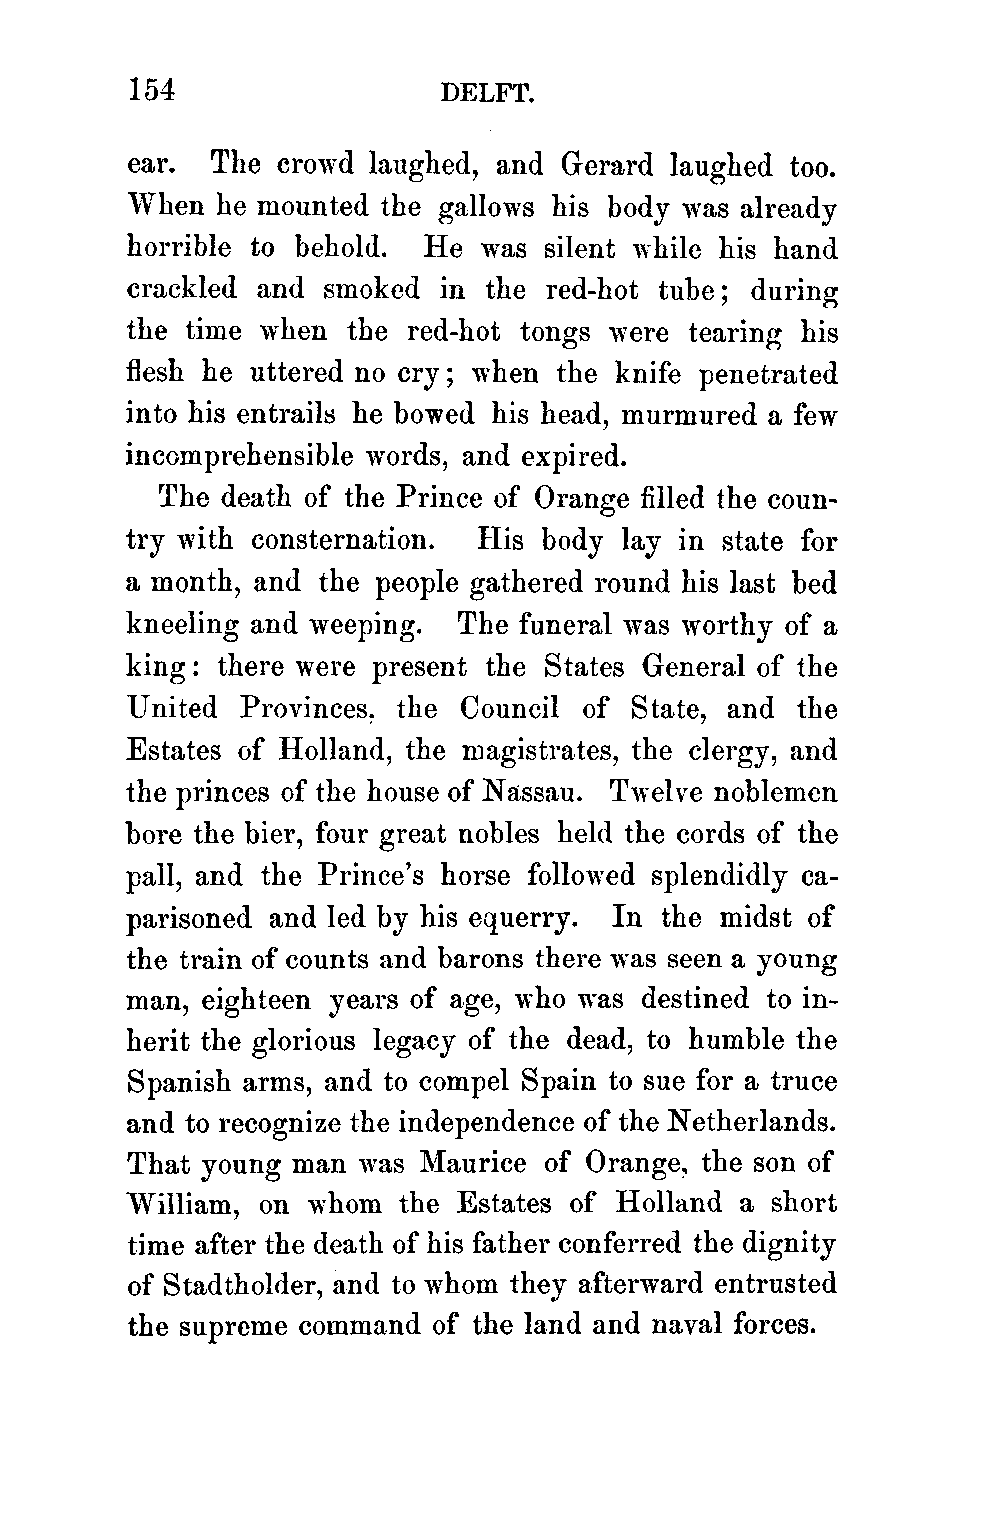 154 DELFT.
ear. The crowd laughed, and Gerard laughed too.
When he mounted the gallows his body was already
horrible to behold. He was silent while his hand
crackled and smoked in the red-hot tube; during
the time when the red-hot tongs were tearing his
flesh he uttered no cry; when the knife penetrated
into his entrails he bowed his head, murmured a few
incomprehensible words, and expired.
The death of the Prince of Orange filled the coun-
try with consternation. His body lay in state for
a month, and the people gathered round his last bed
kneeling and weeping. The funeral was worthy of a
king: there were present the States General of the
United Provinces, the Council of State, and the
Estates of Holland, the magistrates, the clergy, and
the princes of the house of Nassau. Twelve noblemen
bore the bier, four great nobles held the cords of the
pall, and the Prince's horse followed splendidly ca-
parisoned and led by his equerry. In the midst of
the train of counts and barons there was seen a young
man, eighteen years of age, who was destined to in-
herit the glorious legacy of the dead, to humble the
Spanish arms, and to compel Spain to sue for a truce
and to recognize the independence of the Netherlands.
That young man was Maurice of Orange, the son of
William, on whom the Estates of Holland a short
time after the death of his father conferred the dignity
of Stadtholder, and to whom they afterward entrusted
the supreme command of the land and naval forces.